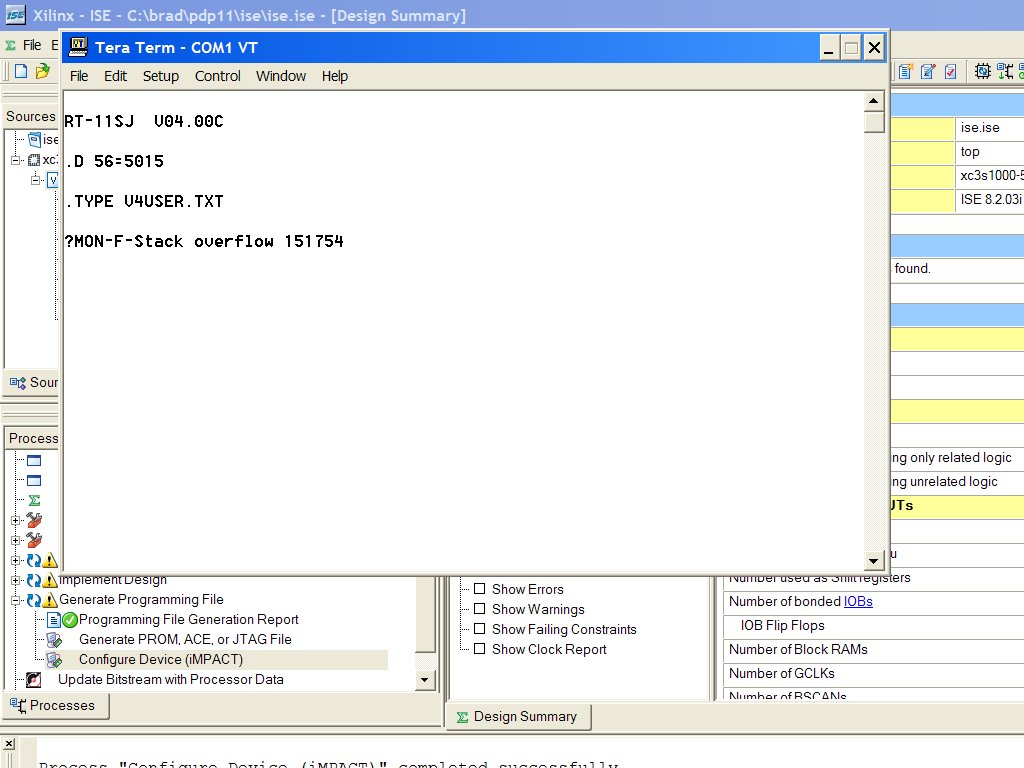 Xilinx - ISE - C:\brad\pdp11\ise\ise.ise - [Design Summary]
File
Tera Term - COM1 VT
File Edit Setup Control Window Help
RT-11SJ V04.00C
.D 56=5015
.TYPE V4USER.TXT
?MON-F-Stack overflow 151754
Sources
ise
xc3
ise.ise
top
xc3s1000-5
ISE 8.2.03i
found.
Sour
Process
ng only related logic
ng unrelated logic
UTs
u
Implement Design
Generate Programming File
Programming File Generation Report
Generate PROM, ACE, or JTAG File
Configure Device (iMPACT)
Update Bitstream with Processor Data
Processes
Show Errors
Show Warnings
Show Failing Constraints
Show Clock Report
Design Summary
Number used as Shift registers
Number of bonded IOBs
IOB Flip Flops
Number of Block RAMs
Number of GCLKs
Number of BSCANs
Process "Configure Device (iMPACT)" completed successfully